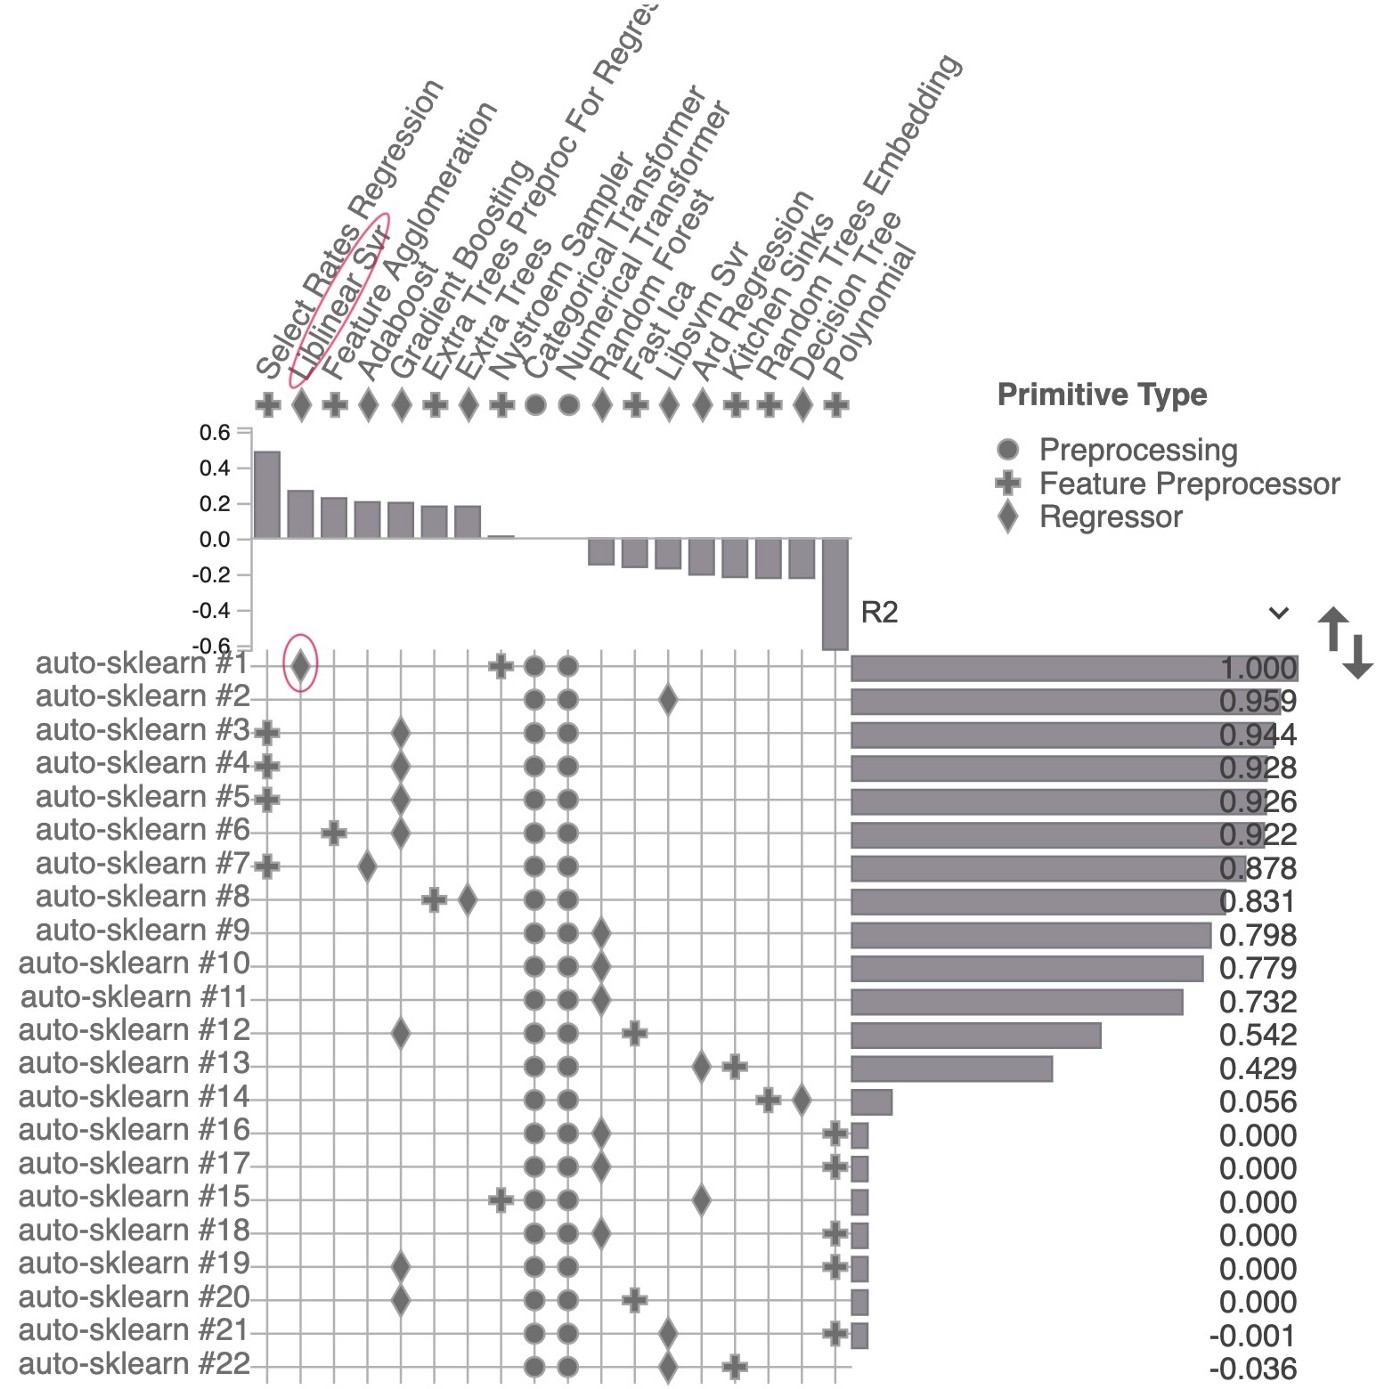 Select Rates Regression
Liblinear Svr
Feature Agglomeration
Adaboost
Gradient Boosting
Extra Trees Preproc For
Extra Trees
Nystroem Sampler
Categorical Transformer
Numerical Transformer
Random Forest
Fast Ica
Libsvm Svr
Ard Regression
Kitchen Sinks
Random Trees Embedding
Decision Tree
Polynomial
Primitive Type
Preprocessing
Feature Preprocessor
Regressor
0.6
0.4
0.2
0.0
-0.2
-0.4
-0.6
R2
auto-sklearn #1 1.000
auto-sklearn #2 0.959
auto-sklearn #3 0.944
auto-sklearn #4 0.928
auto-sklearn #5 0.926
auto-sklearn #6 0.922
auto-sklearn #7 0.878
auto-sklearn #8 0.831
auto-sklearn #9 0.798
auto-sklearn #10 0.779
auto-sklearn #11 0.732
auto-sklearn #12 0.542
auto-sklearn #13 0.429
auto-sklearn #14 0.056
auto-sklearn #16 0.000
auto-sklearn #17 0.000
auto-sklearn #15 0.000
auto-sklearn #18 0.000
auto-sklearn #19 0.000
auto-sklearn #20 0.000
auto-sklearn #21 -0.001
auto-sklearn #22 -0.036